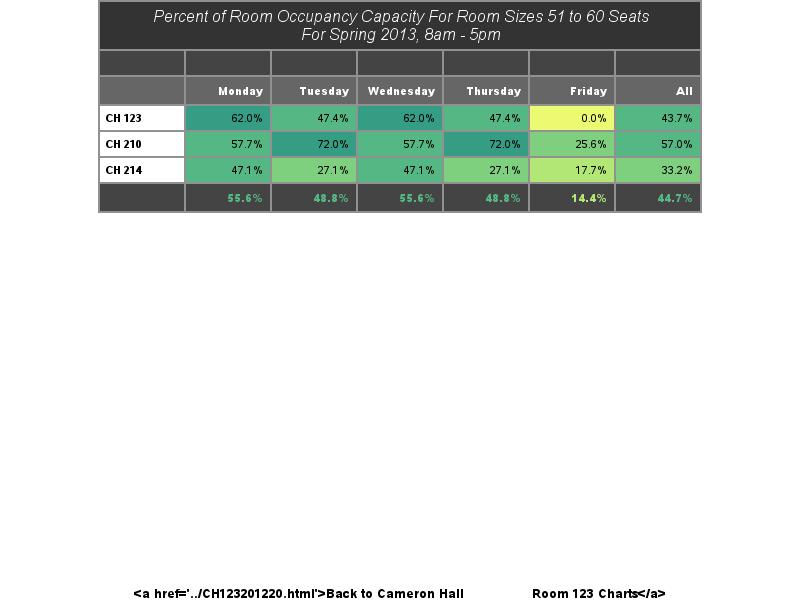 Percent of Room Occupancy Capacity For Room Sizes 51 to 60 Seats
For Spring 2013, 8am - 5pm
Monday Tuesday Wednesday Thursday Friday All
CH 123 62.0% 47.4% 62.0% 47.4% 0.0% 43.7%
CH 210 57.7% 72.0% 57.7% 72.0% 25.6% 57.0%
CH 214 47.1% 27.1% 47.1% 27.1% 17.7% 33.2%
55.6% 48.8% 55.6% 48.8% 14.4% 44.7%
<a href='../CH123201220.html'>Back to Cameron Hall Room 123 Charts</a>